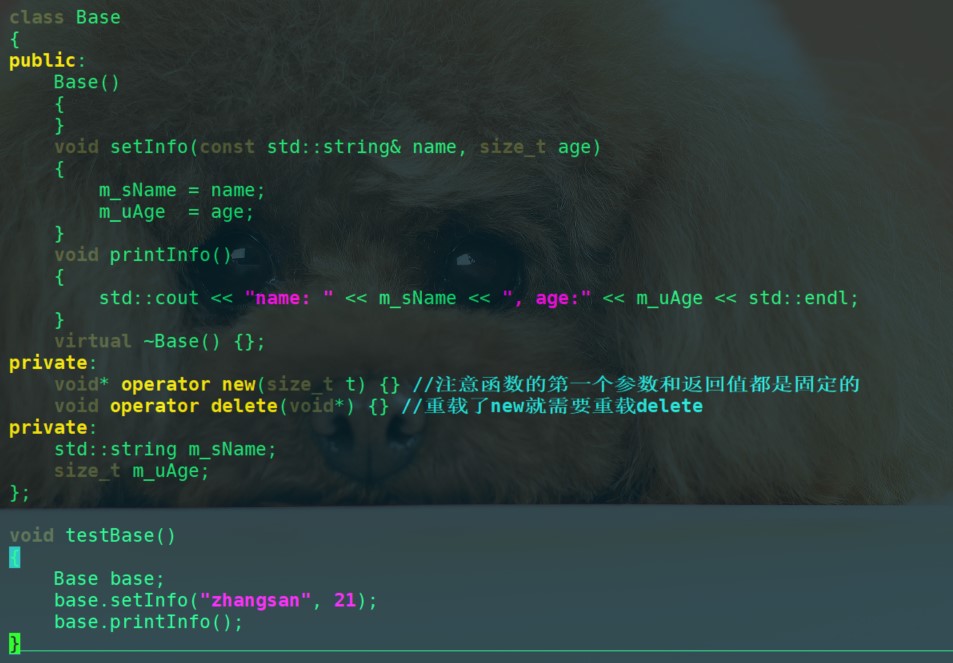 class Base
{
public:
    Base()
    {
    }
    void setInfo(const std::string& name, size_t age)
    {
        m_sName = name;
        m_uAge  = age;
    }
    void printInfo()
    {
        std::cout << "name: " << m_sName << ", age:" << m_uAge << std::endl;
    }
    virtual ~Base() {};
private:
    void* operator new(size_t t) {} //注意函数的第一个参数和返回值都是固定的
    void operator delete(void*) {} //重载了new就需要重载delete
private:
    std::string m_sName;
    size_t m_uAge;
};

void testBase()
{
    Base base;
    base.setInfo("zhangsan", 21);
    base.printInfo();
}